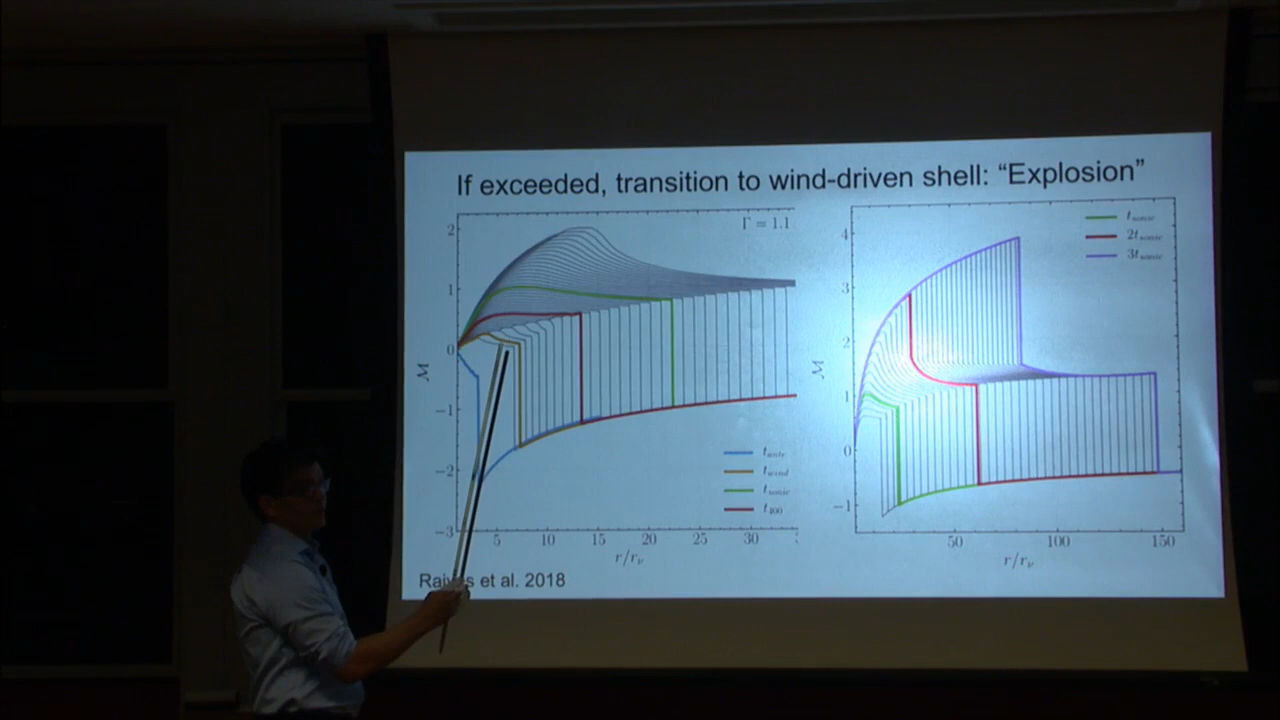 If exceeded, transition to wind-driven shell: “Explosion”
2
1
0
−1
−2
−3
ℳ
Γ = 1.1
t_wind
t_sonic
5
10
15
20
25
30
r/r_ν
4
3
2
1
0
−1
ℳ
t_sonic
2t_sonic
3t_sonic
50
100
150
r/r_ν
et al. 2018